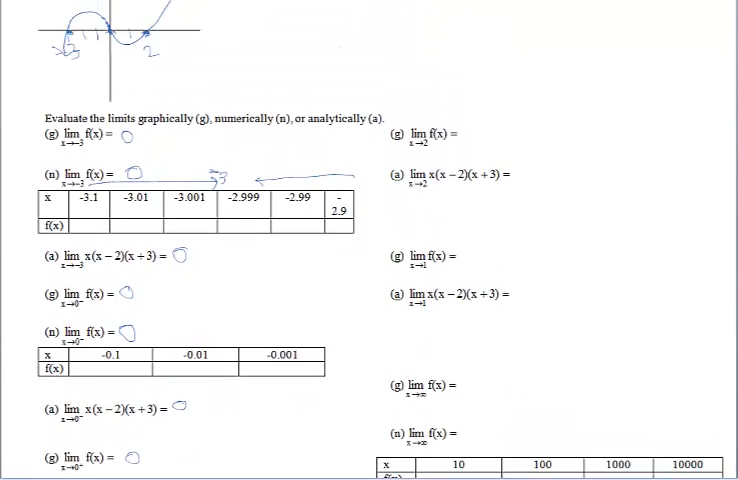 -3 2
Evaluate the limits graphically (g), numerically (n), or analytically (a).
(g) lim x→-3 f(x) = 0
(n) lim x→-3 f(x) = 0 -3
x -3.1 -3.01 -3.001 -2.999 -2.99 -2.9
f(x)
(a) lim x→-3 x(x – 2)(x + 3) = 0
(g) lim x→0⁻ f(x) = 0
(n) lim x→0⁻ f(x) = 0
x -0.1 -0.01 -0.001
f(x)
(a) lim x→0⁻ x(x – 2)(x + 3) = 0
(g) lim x→0⁺ f(x) = 0
(g) lim x→2 f(x) =
(a) lim x→2 x(x – 2)(x + 3) =
(g) lim x→1 f(x) =
(a) lim x→1 x(x – 2)(x + 3) =
(g) lim x→∞ f(x) =
(n) lim x→∞ f(x) =
x 10 100 1000 10000
f(x)